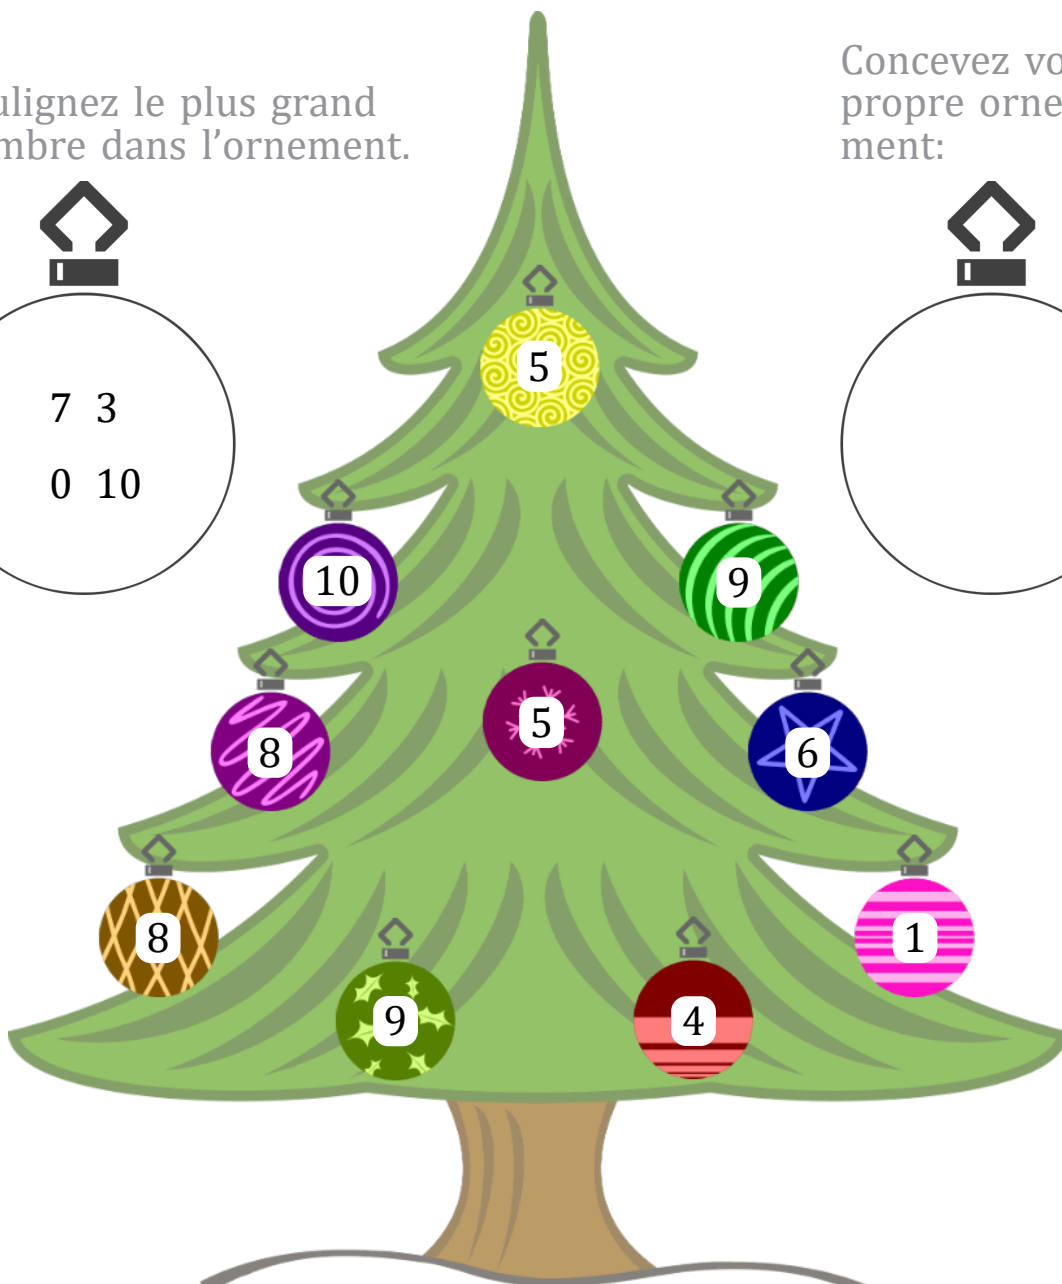 ulignez le plus grand
mbre dans l’ornement.
Concevez vo
propre orne
ment:
7 3
0 10
5
10
9
8
5
6
8
1
9
4